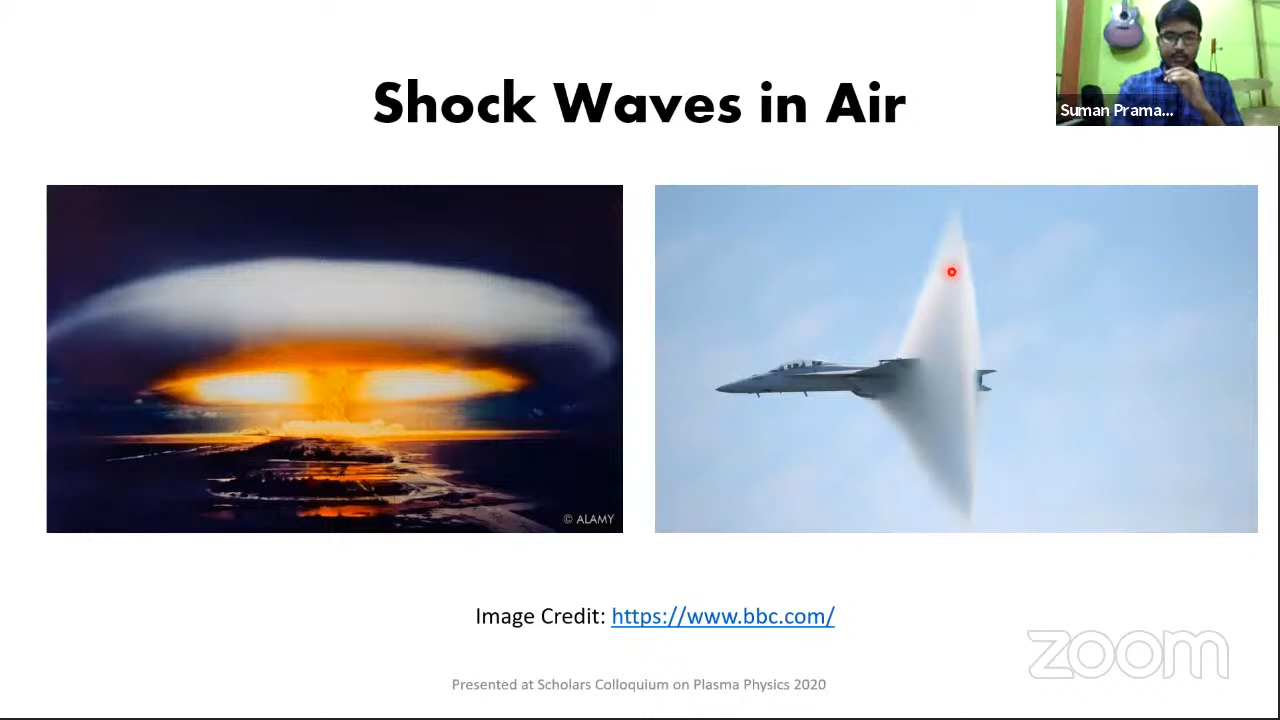 Suman Prama...
Shock Waves in Air
© ALAMY
Image Credit: https://www.bbc.com/
zoom
Presented at Scholars Colloquium on Plasma Physics 2020